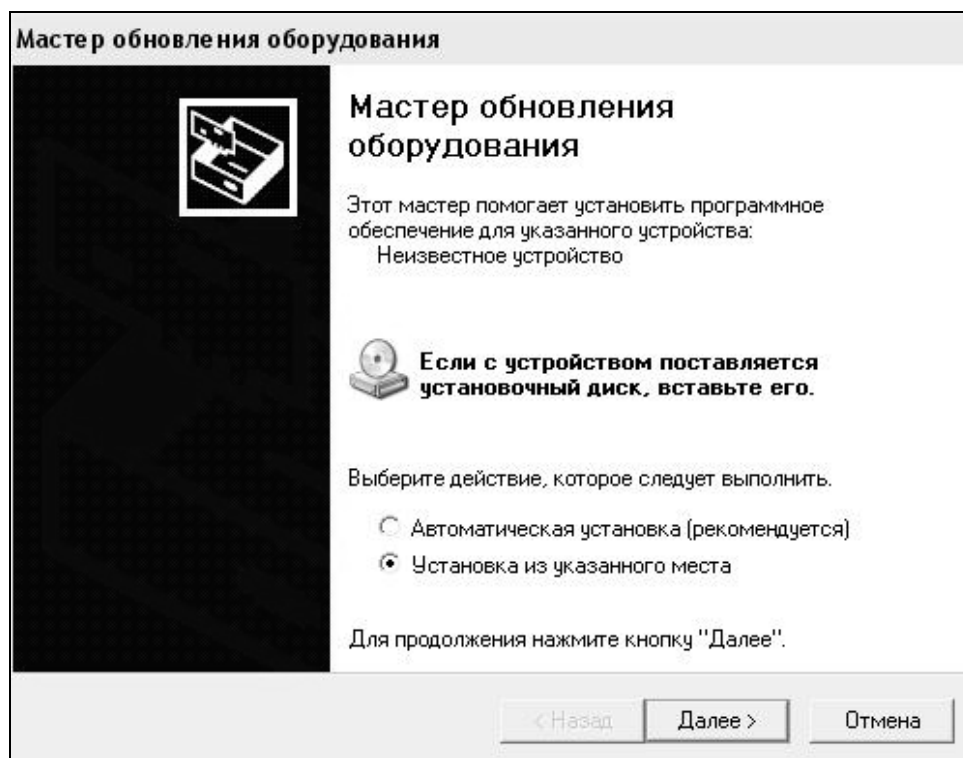 Мастер обновления оборудования
Мастер обновления
оборудования
Этот мастер помогает установить программное
обеспечение для указанного устройства:
Неизвестное устройство
Если с устройством поставляется
установочный диск, вставьте его.
Выберите действие, которое следует выполнить.
Автоматическая установка (рекомендуется)
Установка из указанного места
Для продолжения нажмите кнопку "Далее".
< Назад Далее > Отмена